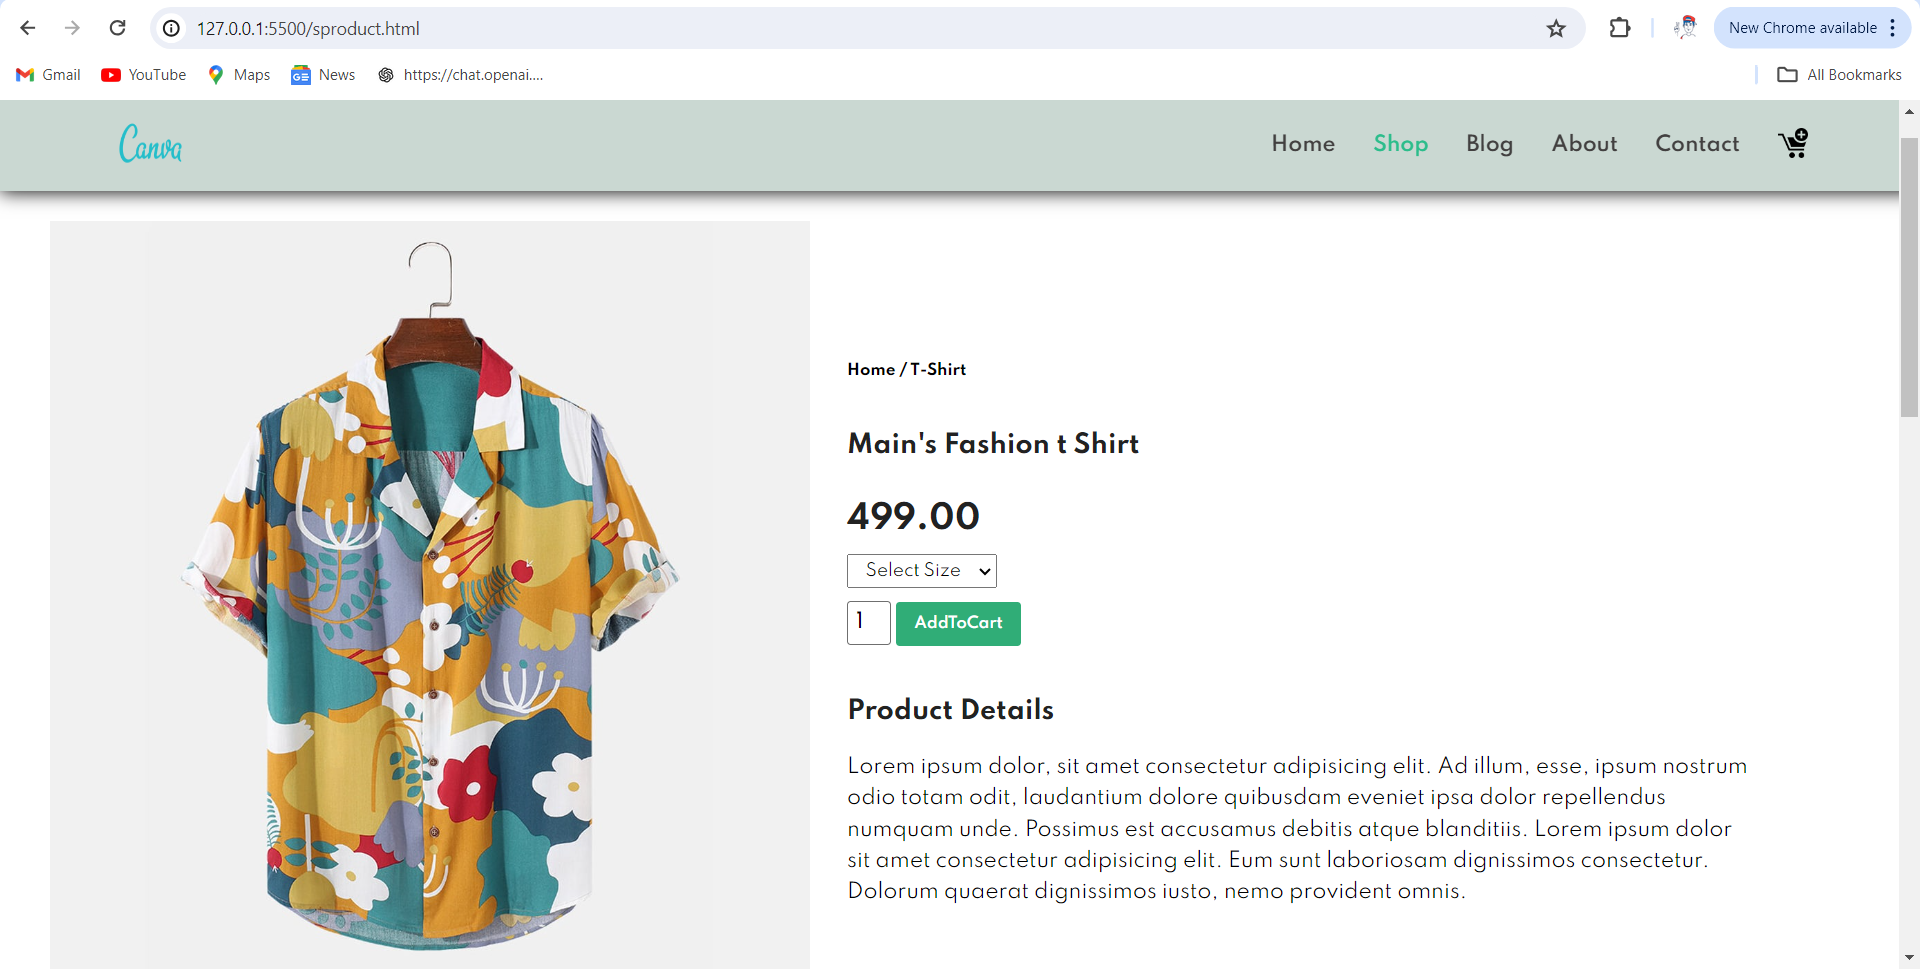 127.0.0.1:5500/sproduct.html
New Chrome available
Gmail YouTube Maps News https://chat.openai....
All Bookmarks
Canva
Home Shop Blog About Contact
Home / T-Shirt
Main's Fashion t Shirt
499.00
Select Size
1 AddToCart
Product Details
Lorem ipsum dolor, sit amet consectetur adipisicing elit. Ad illum, esse, ipsum nostrum
odio totam odit, laudantium dolore quibusdam eveniet ipsa dolor repellendus
numquam unde. Possimus est accusamus debitis atque blanditiis. Lorem ipsum dolor
sit amet consectetur adipisicing elit. Eum sunt laboriosam dignissimos consectetur.
Dolorum quaerat dignissimos iusto, nemo provident omnis.